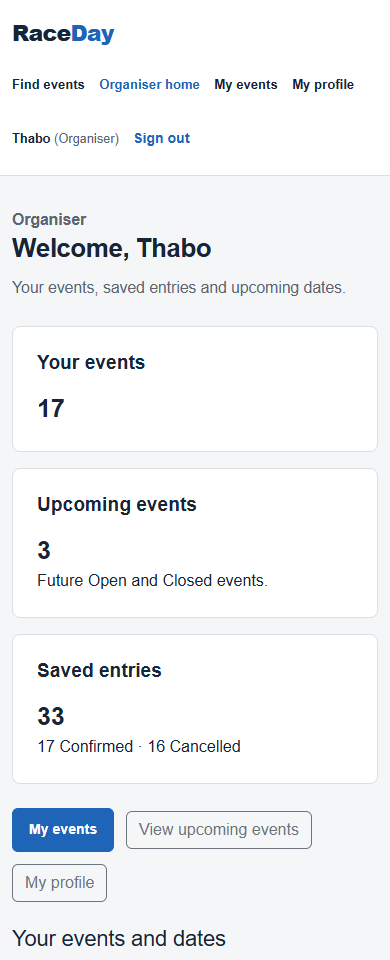 RaceDay
Find events Organiser home My events My profile
Thabo (Organiser) Sign out
Organiser
Welcome, Thabo
Your events, saved entries and upcoming dates.
Your events
17
Upcoming events
3
Future Open and Closed events.
Saved entries
33
17 Confirmed · 16 Cancelled
My events View upcoming events
My profile
Your events and dates